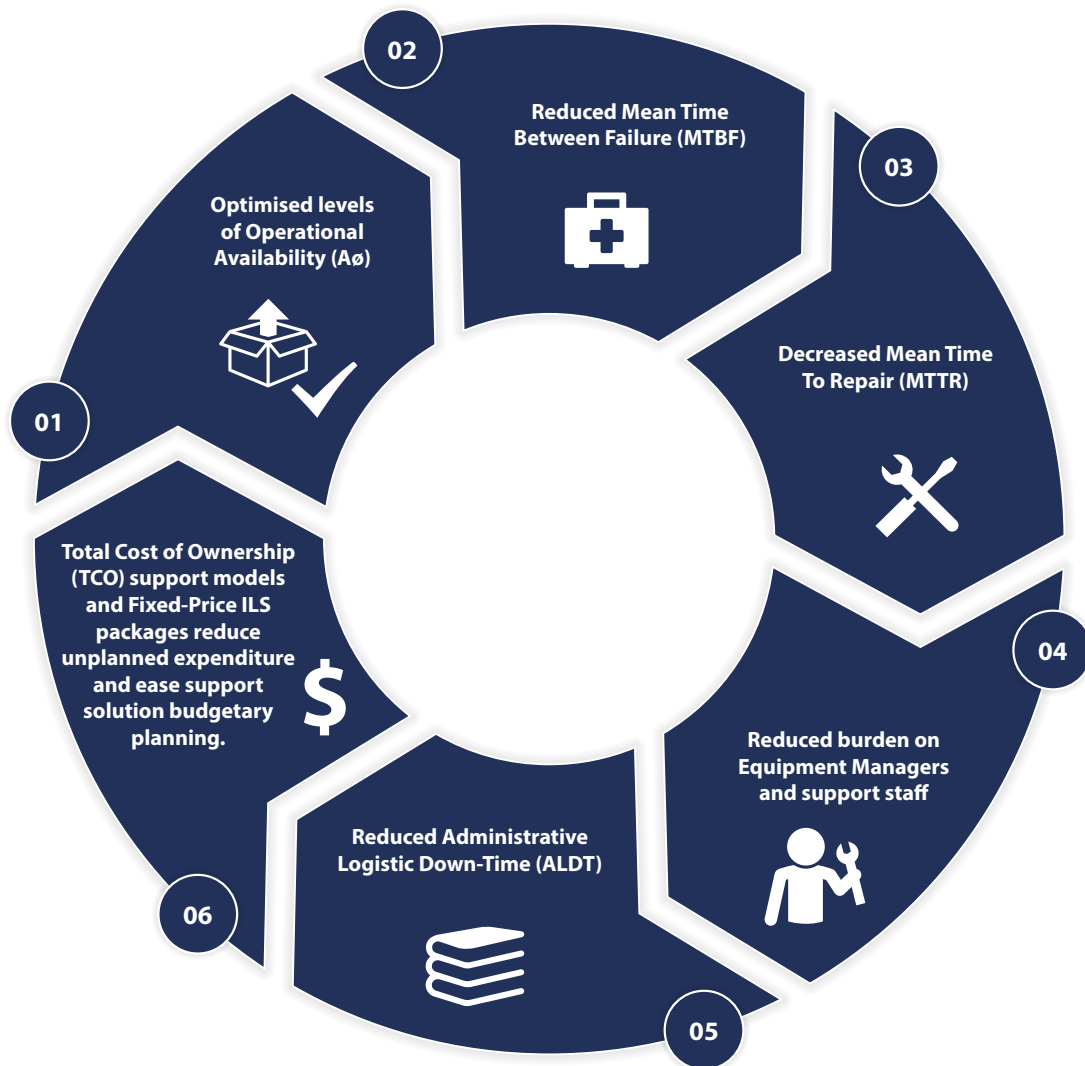 01
Optimised levels
of Operational
Availability (Aø)
02
Reduced Mean Time
Between Failure (MTBF)
03
Decreased Mean Time
To Repair (MTTR)
04
Reduced burden on
Equipment Managers
and support staff
05
Reduced Administrative
Logistic Down-Time (ALDT)
06
Total Cost of Ownership
(TCO) support models
and Fixed-Price ILS
packages reduce
unplanned expenditure
and ease support
solution budgetary
planning.
$